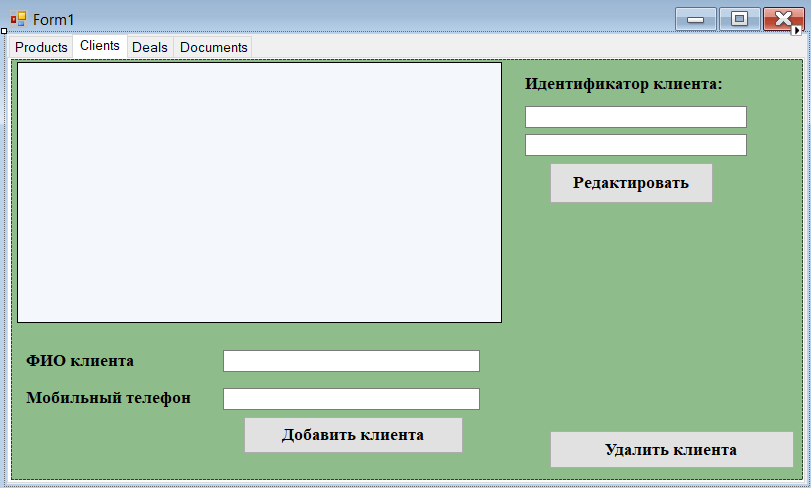 Form1
Products Clients Deals Documents
Идентификатор клиента:
Редактировать
ФИО клиента
Мобильный телефон
Добавить клиента
Удалить клиента